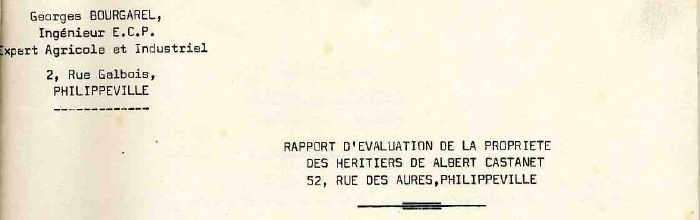 Georges BOURGAREL,
Ingénieur E.C.P.
Expert Agricole et Industriel
2, Rue Galbois,
PHILIPPEVILLE
RAPPORT D'EVALUATION DE LA PROPRIETE
DES HERITIERS DE ALBERT CASTANET
52, RUE DES AURES,PHILIPPEVILLE